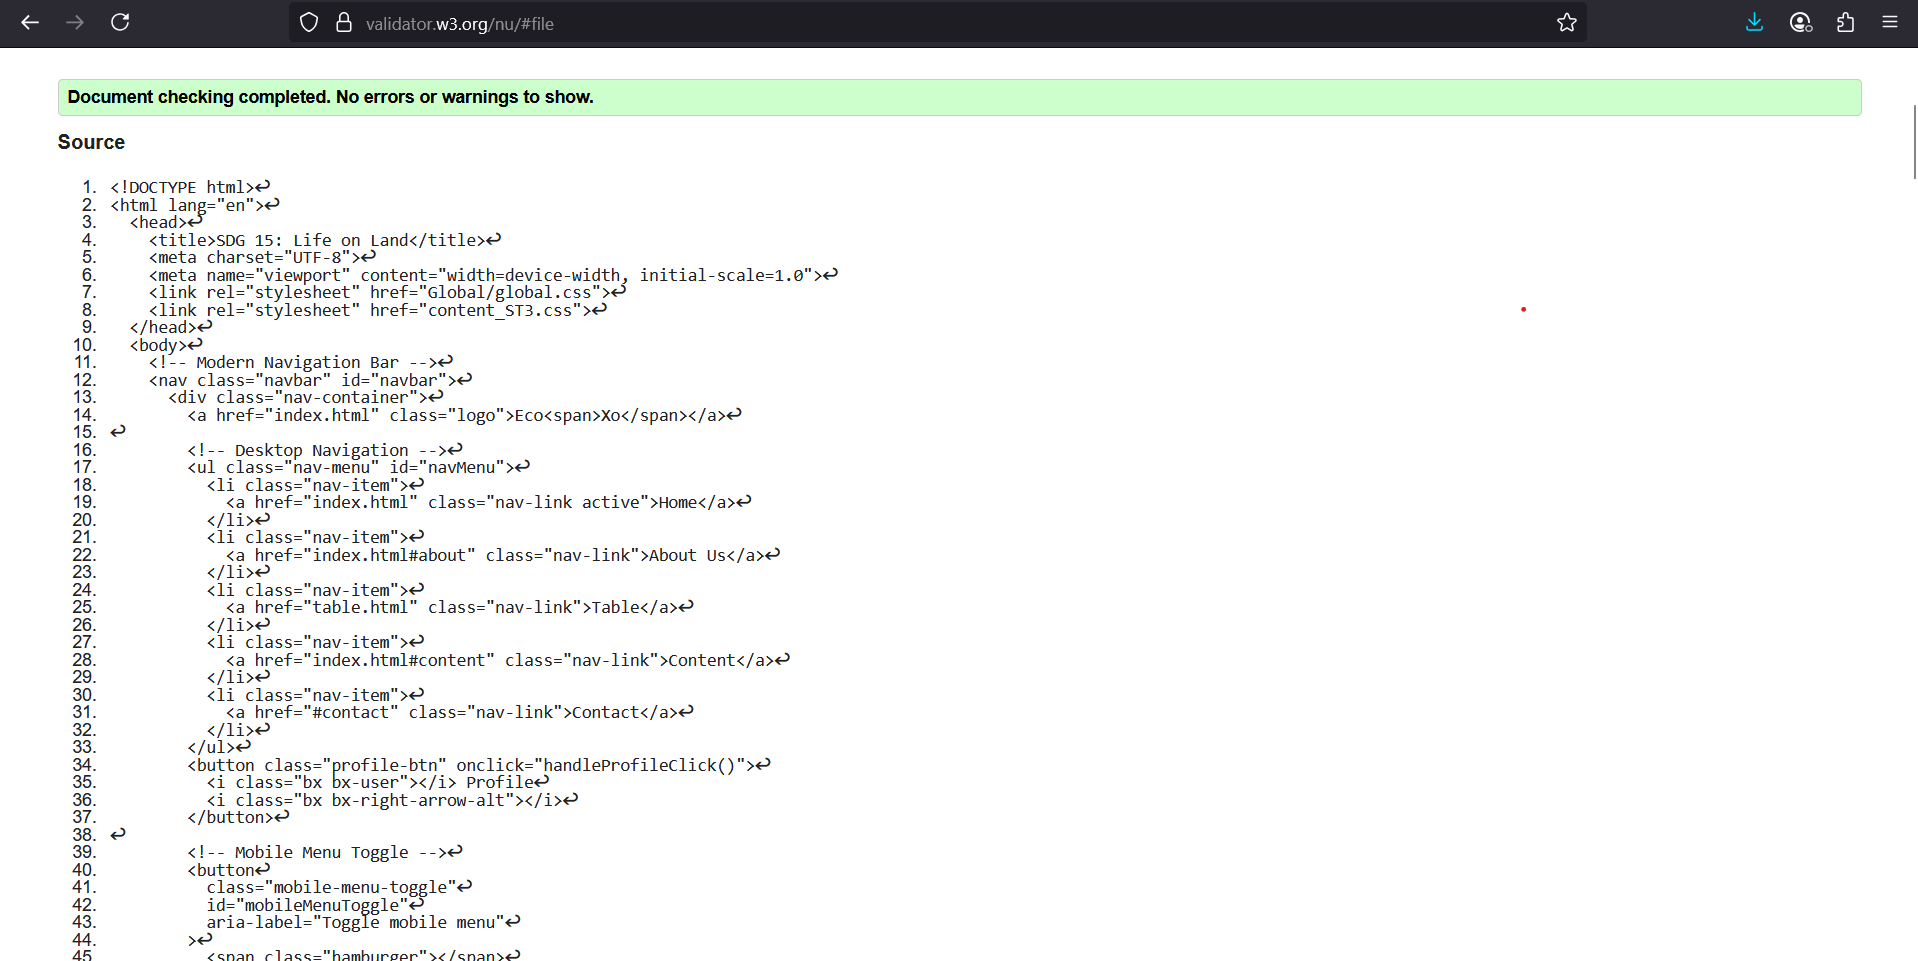 validator.w3.org/nu/#file
Document checking completed. No errors or warnings to show.
Source
1. <!DOCTYPE html>↩
2. <html lang="en">↩
3.   <head>↩
4.     <title>SDG 15: Life on Land</title>↩
5.     <meta charset="UTF-8">↩
6.     <meta name="viewport" content="width=device-width, initial-scale=1.0">↩
7.     <link rel="stylesheet" href="Global/global.css">↩
8.     <link rel="stylesheet" href="content_ST3.css">↩
9.   </head>↩
10.   <body>↩
11.     <!-- Modern Navigation Bar -->↩
12.     <nav class="navbar" id="navbar">↩
13.       <div class="nav-container">↩
14.         <a href="index.html" class="logo">Eco<span>Xo</span></a>↩
15. ↩
16.         <!-- Desktop Navigation -->↩
17.         <ul class="nav-menu" id="navMenu">↩
18.           <li class="nav-item">↩
19.             <a href="index.html" class="nav-link active">Home</a>↩
20.           </li>↩
21.           <li class="nav-item">↩
22.             <a href="index.html#about" class="nav-link">About Us</a>↩
23.           </li>↩
24.           <li class="nav-item">↩
25.             <a href="table.html" class="nav-link">Table</a>↩
26.           </li>↩
27.           <li class="nav-item">↩
28.             <a href="index.html#content" class="nav-link">Content</a>↩
29.           </li>↩
30.           <li class="nav-item">↩
31.             <a href="#contact" class="nav-link">Contact</a>↩
32.           </li>↩
33.         </ul>↩
34.         <button class="profile-btn" onclick="handleProfileClick()">↩
35.           <i class="bx bx-user"></i> Profile↩
36.           <i class="bx bx-right-arrow-alt"></i>↩
37.         </button>↩
38. ↩
39.         <!-- Mobile Menu Toggle -->↩
40.         <button↩
41.           class="mobile-menu-toggle"↩
42.           id="mobileMenuToggle"↩
43.           aria-label="Toggle mobile menu"↩
44.         >↩
45.           <span class="hamburger"></span>↩